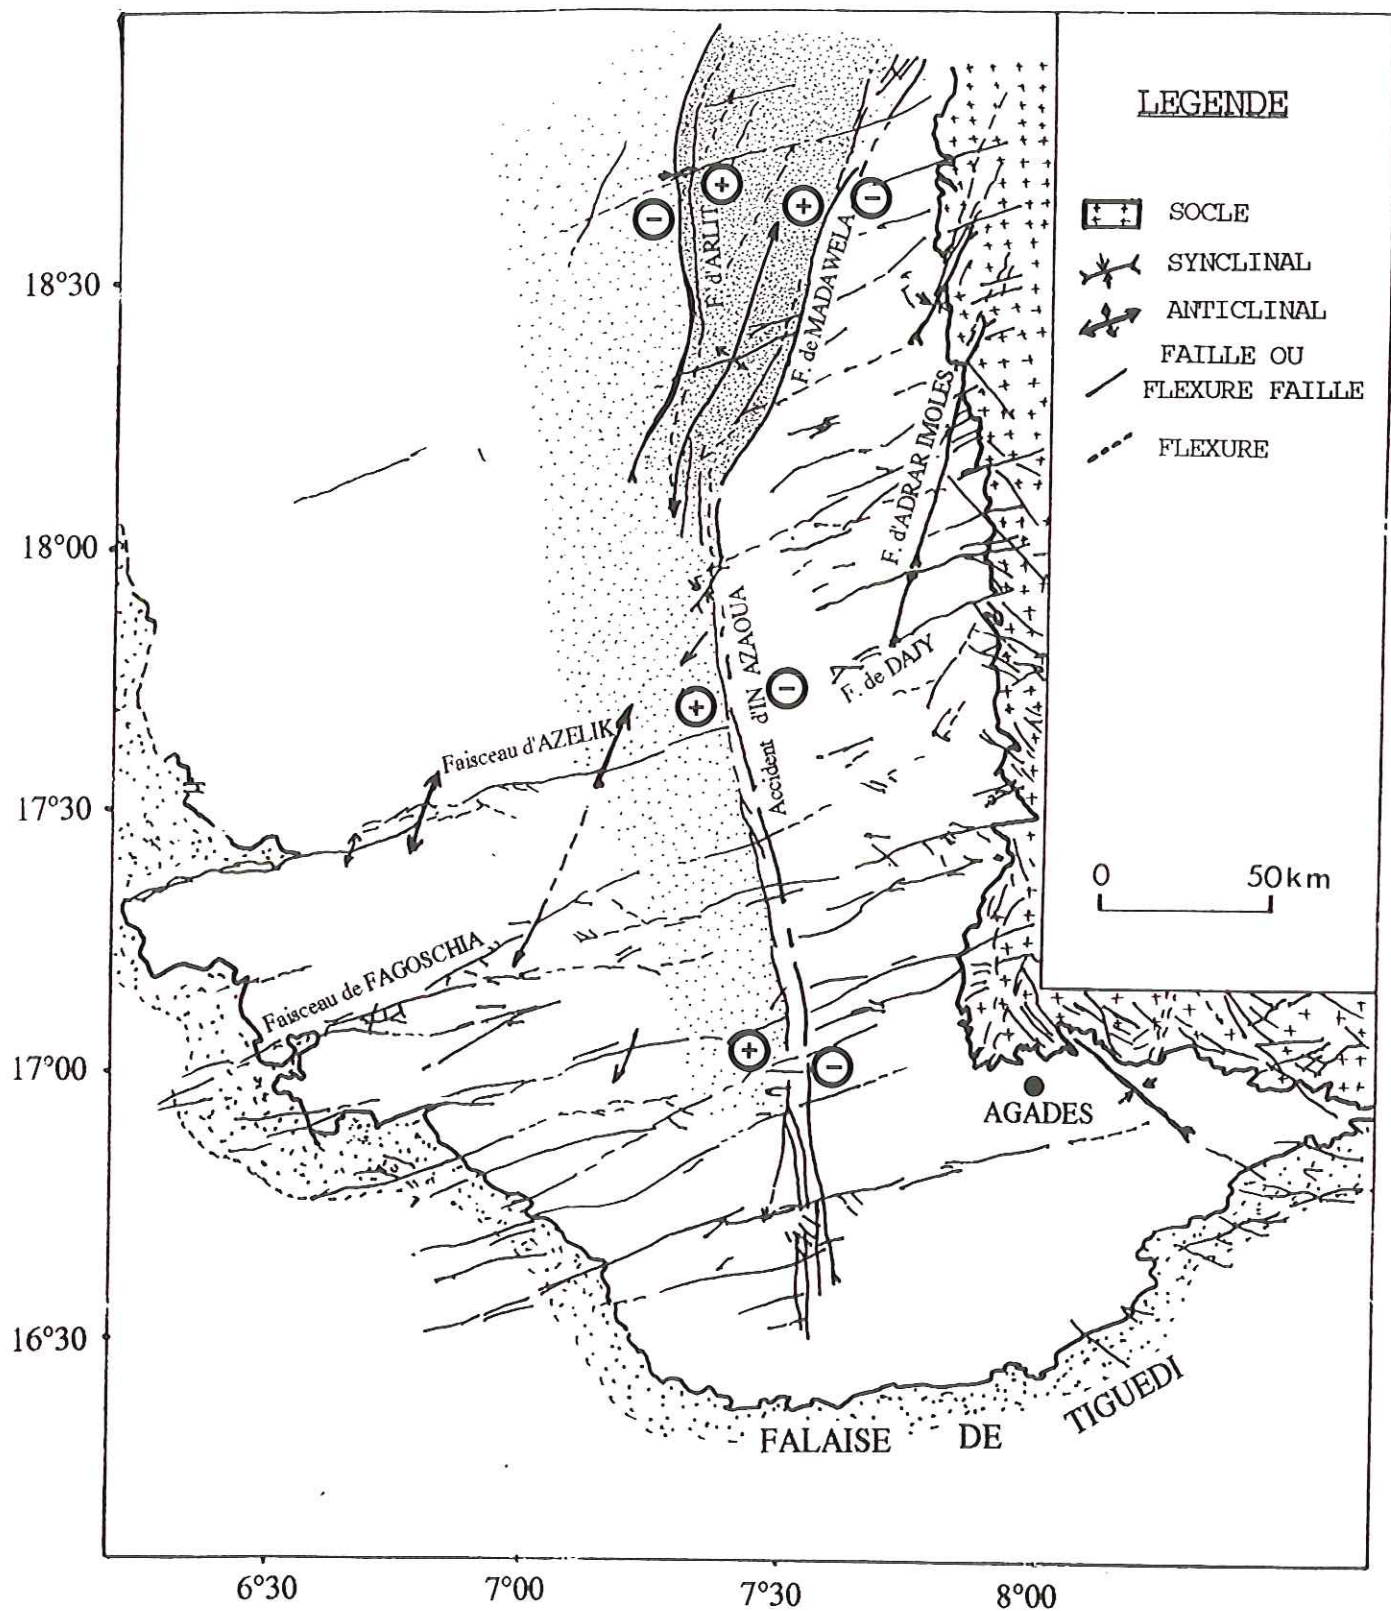 LEGENDE
SOCLE
SYNCLINAL
ANTICLINAL
FAILLE OU
FLEXURE FAILLE
FLEXURE
0 50km
18°30
18°00
17°30
17°00
16°30
6°30
7°00
7°30
8°00
F. d'ARLIT
F. de MADAWELA
F. d'ADRAR IMOLES
Accident d'IN AZAOUA
F. de DAJY
Faisceau d'AZELIK
Faisceau de FAGOSCHIA
AGADES
FALAISE DE TIGUEDI
+
-
+
-
+
-
+
-